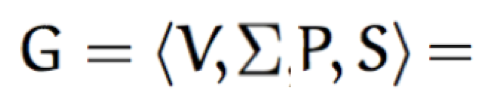 G = ⟨V,Σ,P, S⟩ =